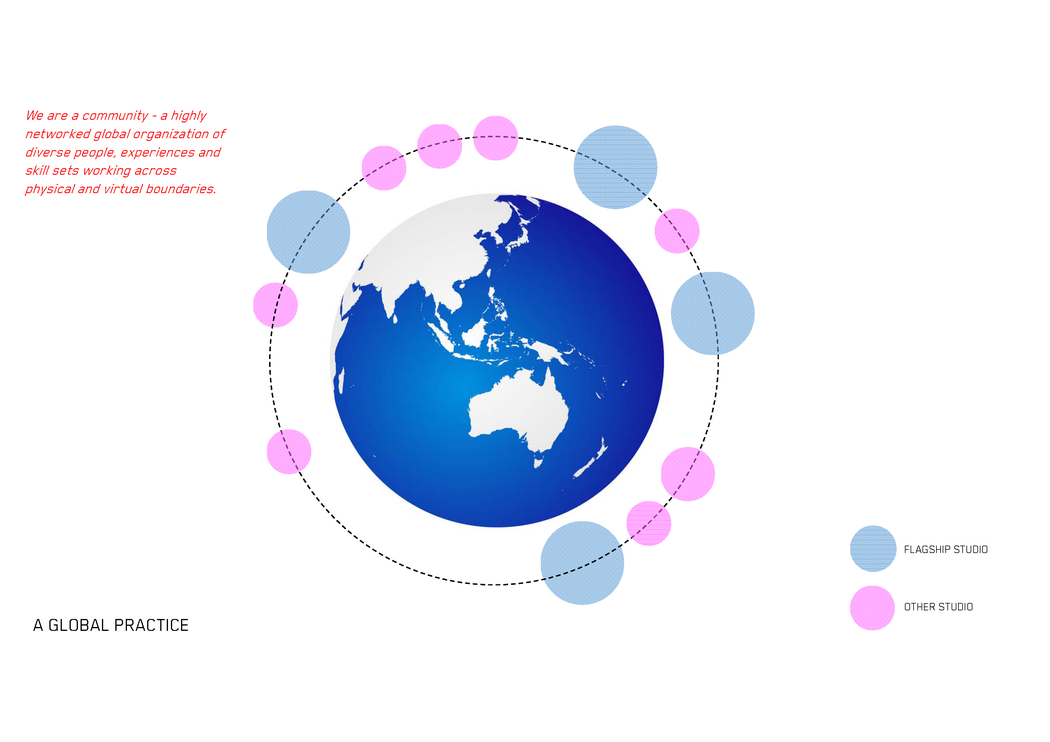 We are a community - a highly
networked global organization of
diverse people, experiences and
skill sets working across
physical and virtual boundaries.
FLAGSHIP STUDIO
OTHER STUDIO
A GLOBAL PRACTICE